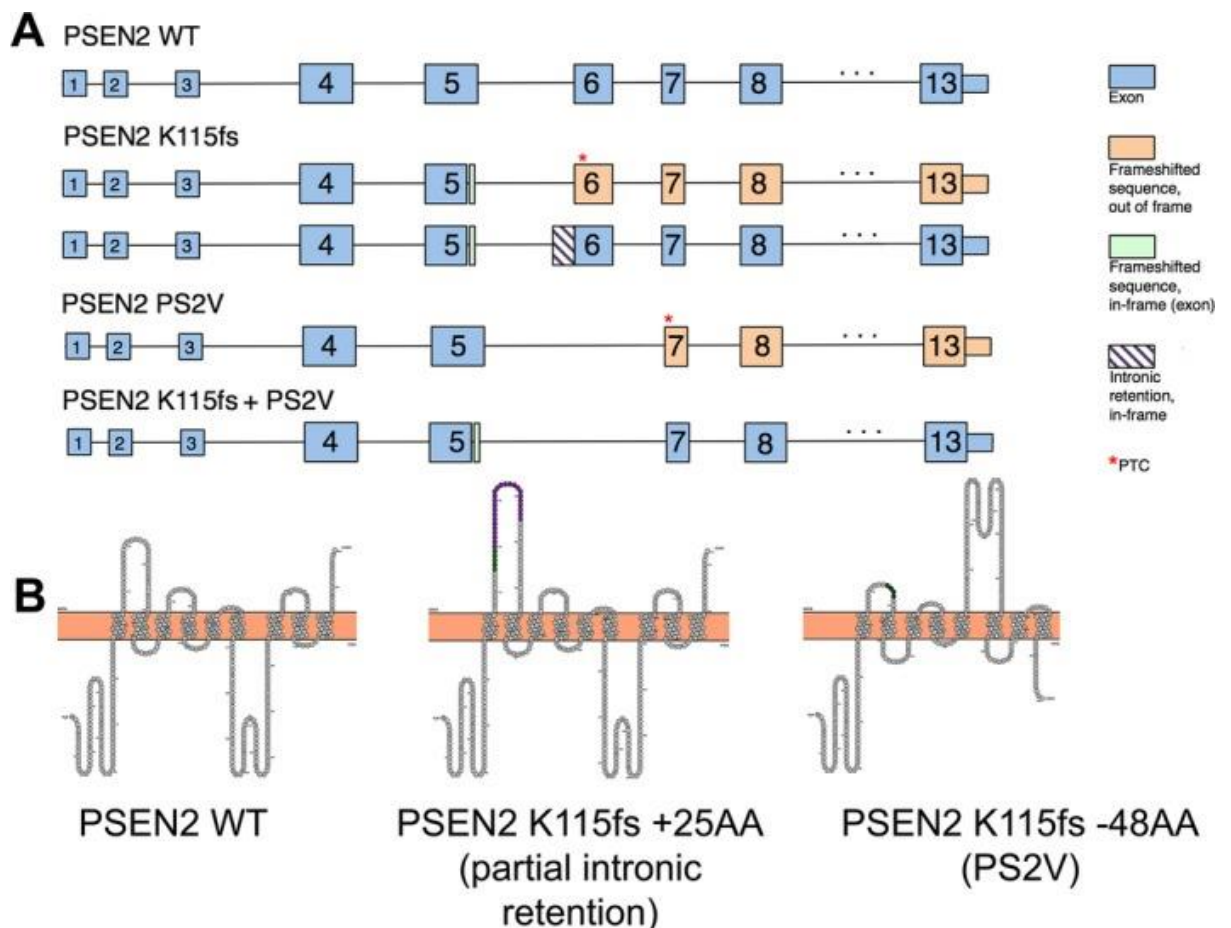 A
PSEN2 WT
1 2 3 4 5 6 7 8 ... 13
PSEN2 K115fs
*
1 2 3 4 5 6 7 8 ... 13
1 2 3 4 5 6 7 8 ... 13
PSEN2 PS2V
*
1 2 3 4 5 7 8 ... 13
PSEN2 K115fs + PS2V
1 2 3 4 5 7 8 ... 13
Exon
Frameshifted
sequence,
out of frame
Frameshifted
sequence,
in-frame (exon)
Intronic
retention,
in-frame
*PTC
B
PSEN2 WT
PSEN2 K115fs +25AA
(partial intronic
retention)
PSEN2 K115fs -48AA
(PS2V)